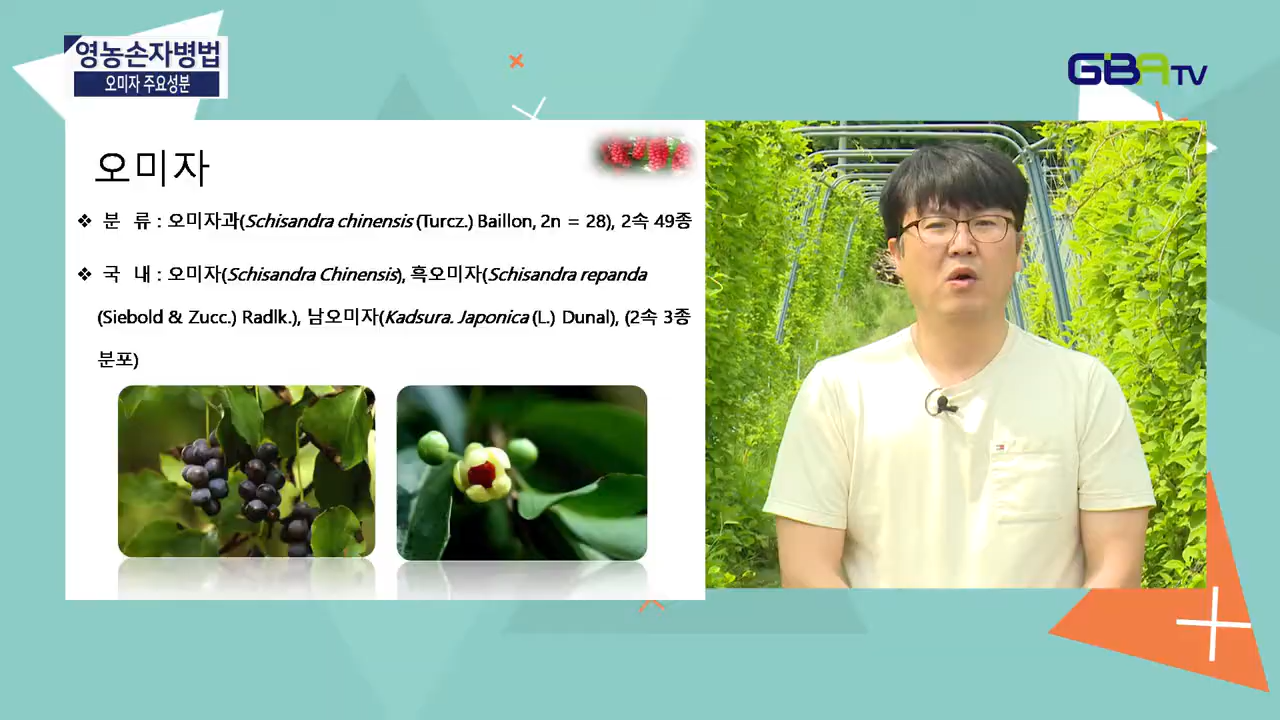 영농손자병법
오미자 주요성분
GBA TV
오미자
❖ 분 류 : 오미자과(Schisandra chinensis (Turcz.) Baillon, 2n = 28), 2속 49종
❖ 국 내 : 오미자(Schisandra Chinensis), 흑오미자(Schisandra repanda
(Siebold & Zucc.) Radlk.), 남오미자(Kadsura. Japonica (L.) Dunal), (2속 3종
분포)